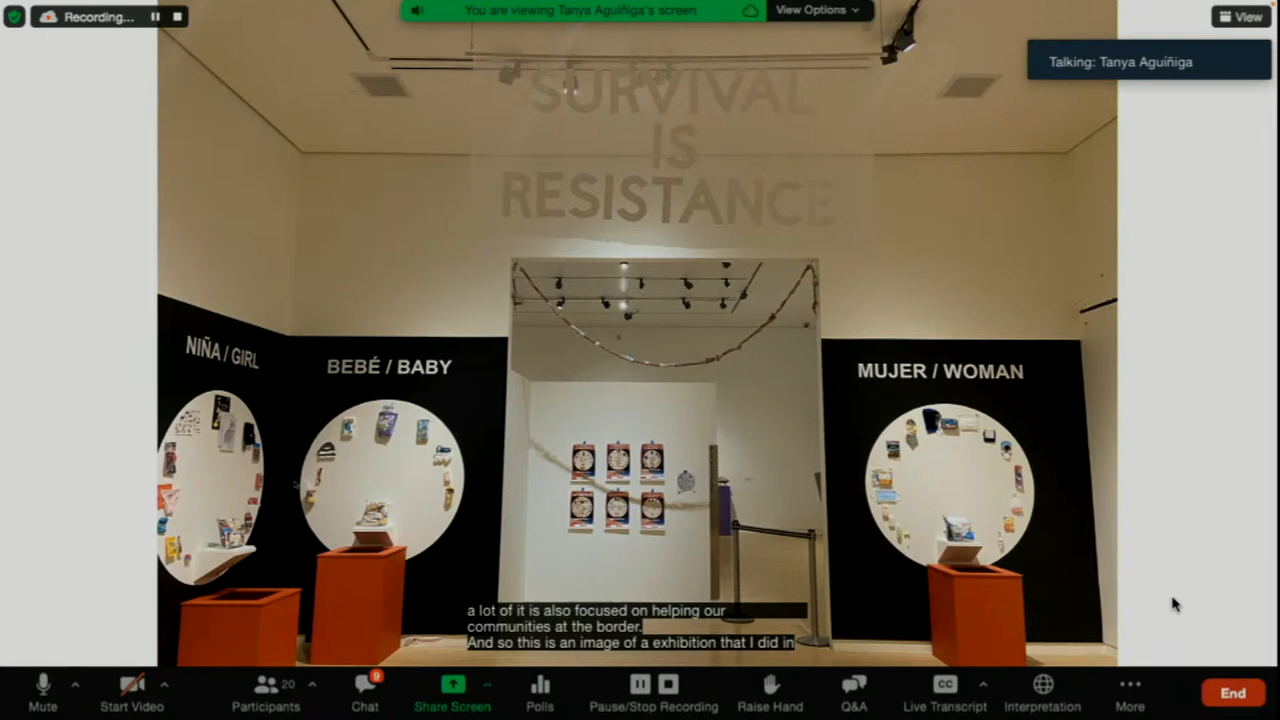 Recording...
You are viewing Tanya Aguiñiga's screen
View Options
View
Talking: Tanya Aguiñiga
SURVIVAL
IS
RESISTANCE
NIÑA / GIRL
BEBÉ / BABY
MUJER / WOMAN
a lot of it is also focused on helping our
communities at the border.
And so this is an image of a exhibition that I did in
Mute
Start Video
Participants
20
Chat
9
Share Screen
Polls
Pause/Stop Recording
Raise Hand
Q&A
CC
Live Transcript
Interpretation
More
End